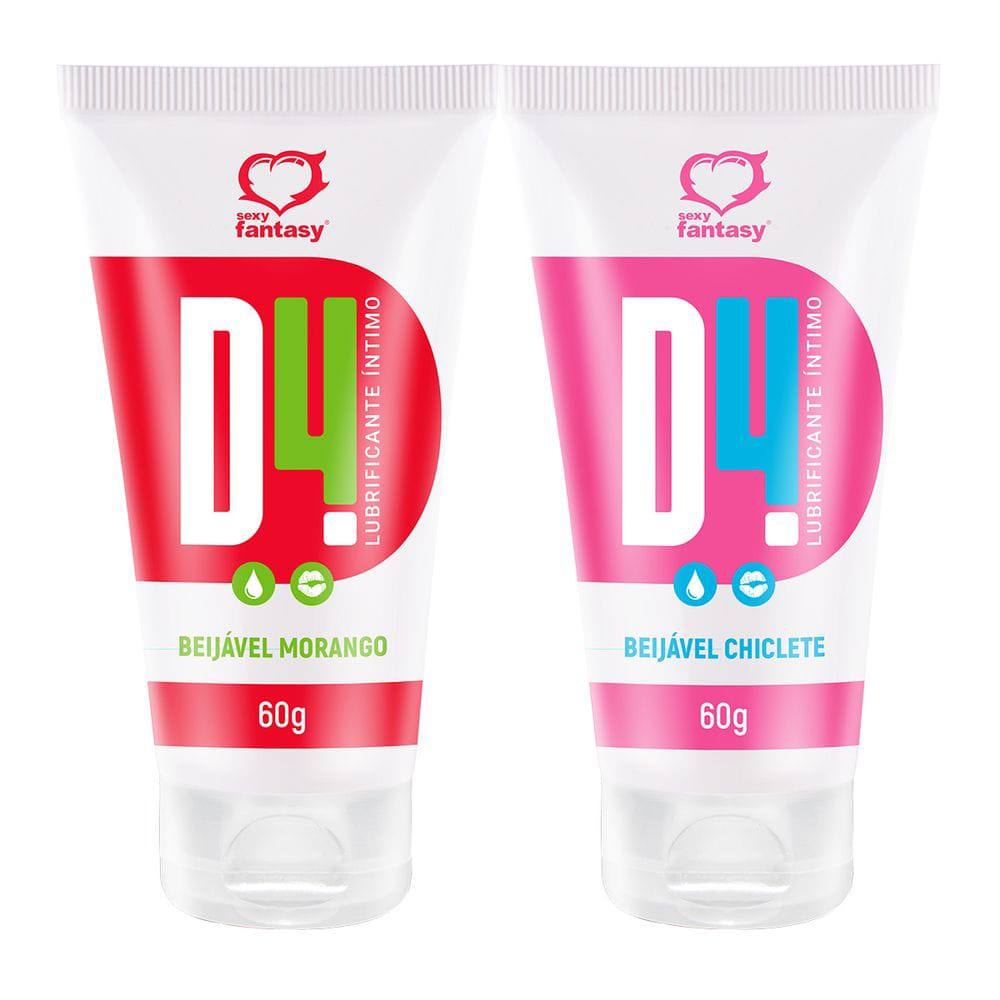 sexy
fantasy®
D4
LUBRIFICANTE ÍNTIMO
BEIJÁVEL MORANGO
60g
sexy
fantasy®
D4
LUBRIFICANTE ÍNTIMO
BEIJÁVEL CHICLETE
60g